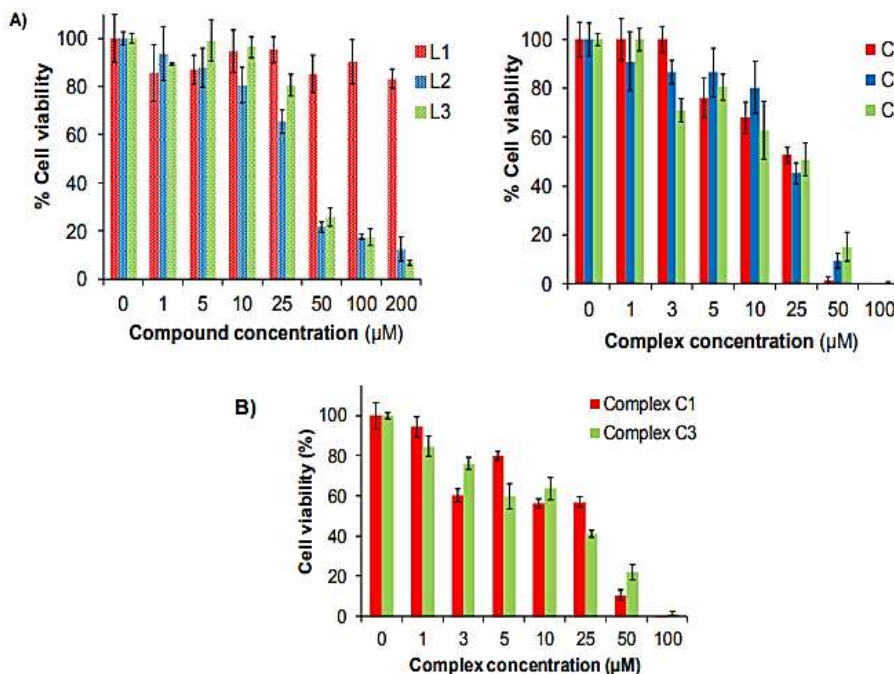 A)
100
80
60
40
20
0
% Cell viability
L1
L2
L3
0 1 5 10 25 50 100 200
Compound concentration (µM)
100
80
60
40
20
0
% Cell viability
C
C
C
0 1 3 5 10 25 50 100
Complex concentration (µM)
B)
100
80
60
40
20
0
Cell viability (%)
Complex C1
Complex C3
0 1 3 5 10 25 50 100
Complex concentration (µM)